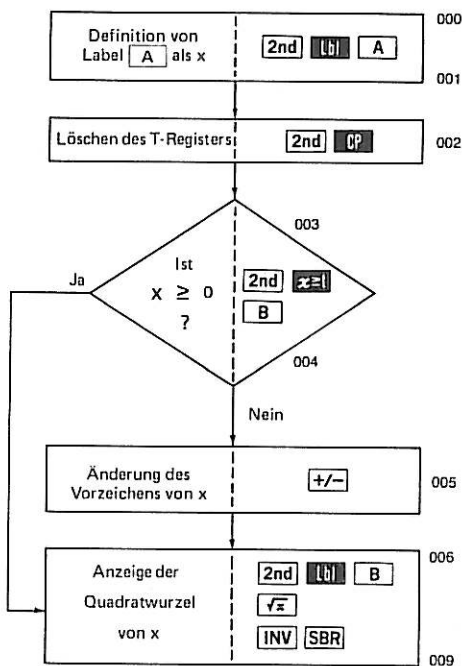 000
Definition von
Label A als x
2nd Lbl A
001
Löschen des T-Registers
2nd CP
002
003
Ja
Ist
x ≥ 0
?
2nd x≥t
B
004
Nein
Änderung des
Vorzeichens von x
+/−
005
006
Anzeige der
Quadratwurzel
von x
2nd Lbl B
√x
INV SBR
009